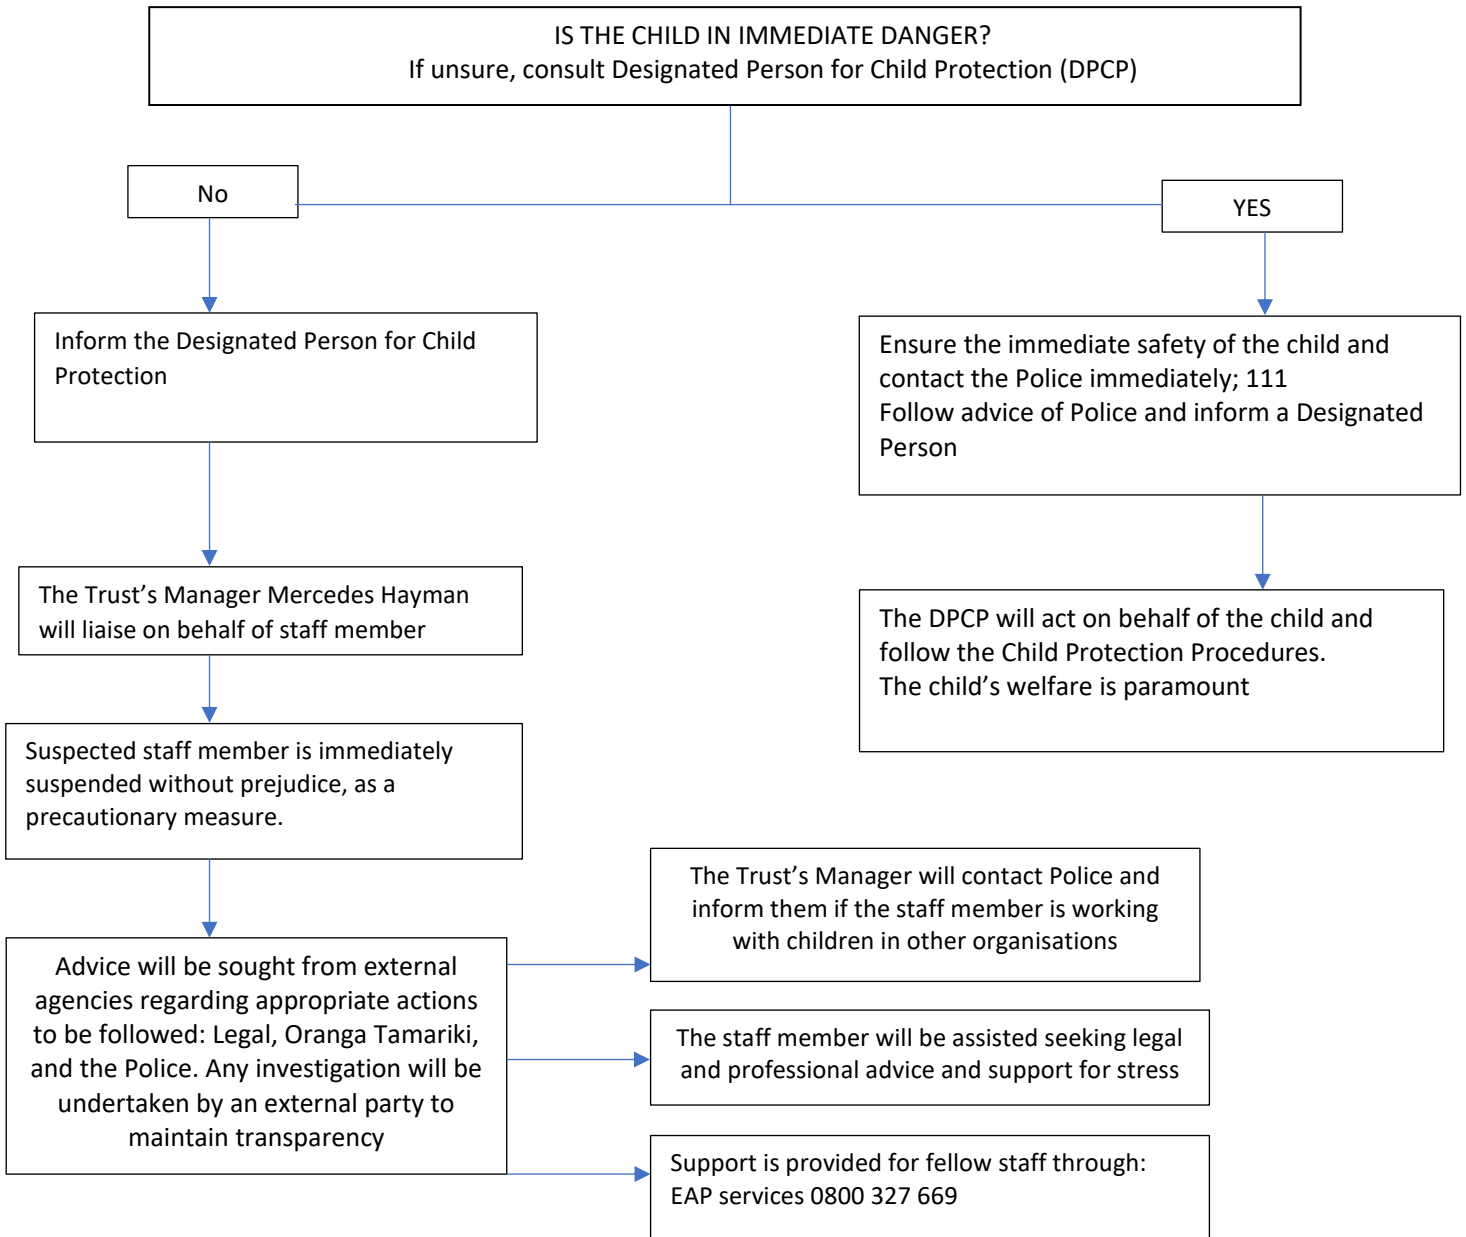 IS THE CHILD IN IMMEDIATE DANGER?
If unsure, consult Designated Person for Child Protection (DPCP)
No
YES
Inform the Designated Person for Child
Protection
Ensure the immediate safety of the child and
contact the Police immediately; 111
Follow advice of Police and inform a Designated
Person
The Trust’s Manager Mercedes Hayman
will liaise on behalf of staff member
The DPCP will act on behalf of the child and
follow the Child Protection Procedures.
The child’s welfare is paramount
Suspected staff member is immediately
suspended without prejudice, as a
precautionary measure.
Advice will be sought from external
agencies regarding appropriate actions
to be followed: Legal, Oranga Tamariki,
and the Police. Any investigation will be
undertaken by an external party to
maintain transparency
The Trust’s Manager will contact Police and
inform them if the staff member is working
with children in other organisations
The staff member will be assisted seeking legal
and professional advice and support for stress
Support is provided for fellow staff through:
EAP services 0800 327 669